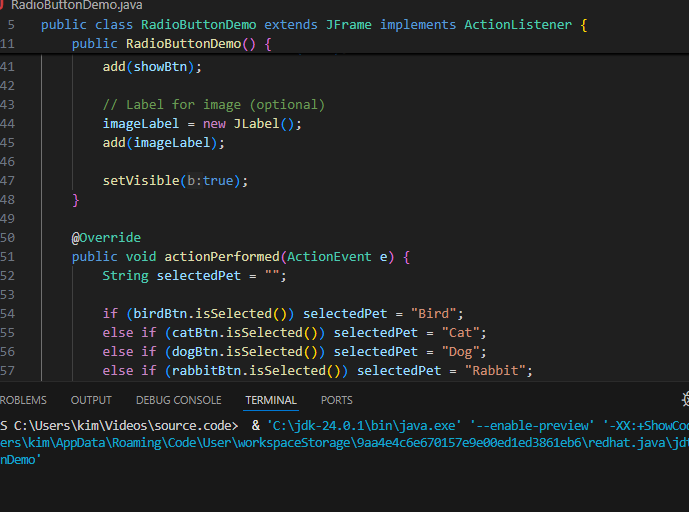 RadioButtonDemo.java
5 public class RadioButtonDemo extends JFrame implements ActionListener {
11 public RadioButtonDemo() {
41 add(showBtn);
42
43 // Label for image (optional)
44 imageLabel = new JLabel();
45 add(imageLabel);
46
47 setVisible(b:true);
48 }
49
50 @Override
51 public void actionPerformed(ActionEvent e) {
52 String selectedPet = "";
53
54 if (birdBtn.isSelected()) selectedPet = "Bird";
55 else if (catBtn.isSelected()) selectedPet = "Cat";
56 else if (dogBtn.isSelected()) selectedPet = "Dog";
57 else if (rabbitBtn.isSelected()) selectedPet = "Rabbit";
ROBLEMS OUTPUT DEBUG CONSOLE TERMINAL PORTS
S C:\Users\kim\Videos\source.code> & 'C:\jdk-24.0.1\bin\java.exe' '--enable-preview' '-XX:+ShowCod
ers\kim\AppData\Roaming\Code\User\workspaceStorage\9aa4e4c6e670157e9e00ed1ed3861eb6\redhat.java\jdt
nDemo'